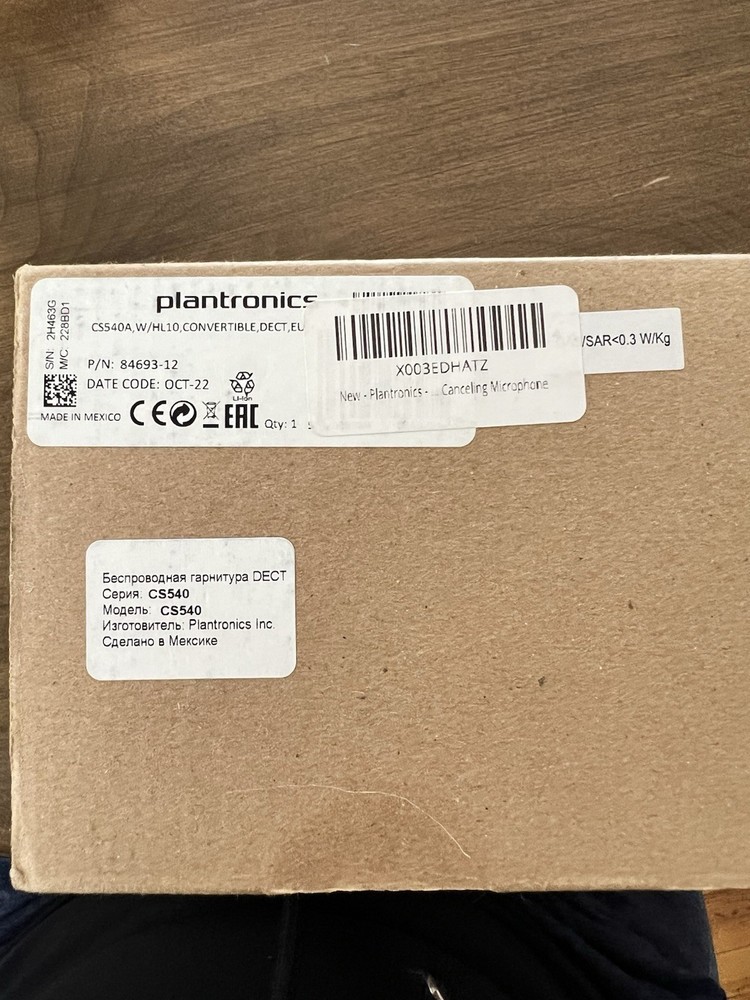 plantronics
CS540A,W/HL10,CONVERTIBLE,DECT,EU
S/N: 2H463G
M/C: 228BD1
P/N: 84693-12
DATE CODE: OCT-22
Li-Ion
MADE IN MEXICO CE EAC Qty: 1
X003EDHATZ
New - Plantronics - ... Canceling Microphone
/SAR<0.3 W/Kg
Беспроводная гарнитура DECT
Серия: CS540
Модель: CS540
Изготовитель: Plantronics Inc.
Сделано в Мексике